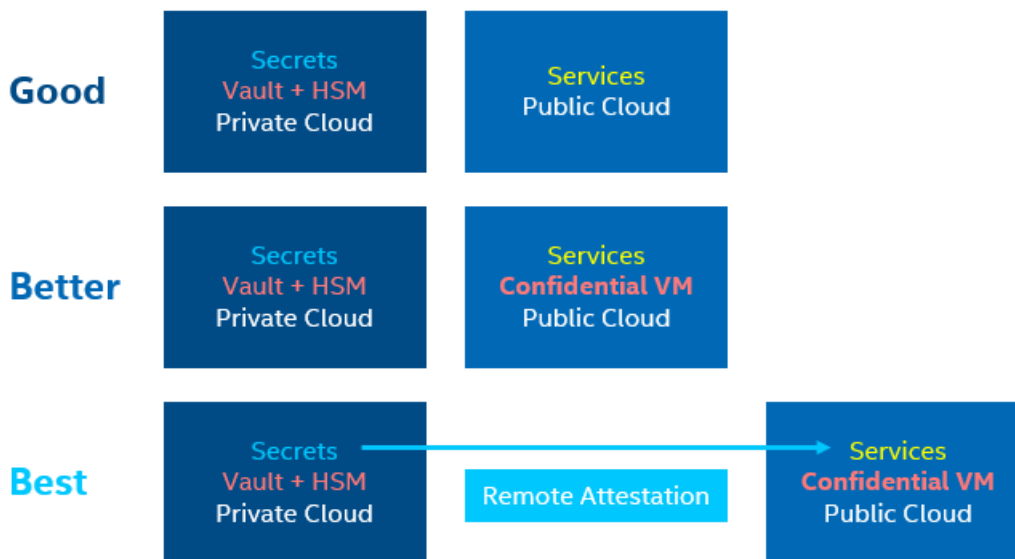 Good
Secrets
Vault + HSM
Private Cloud
Services
Public Cloud
Better
Secrets
Vault + HSM
Private Cloud
Services
Confidential VM
Public Cloud
Best
Secrets
Vault + HSM
Private Cloud
Remote Attestation
Services
Confidential VM
Public Cloud